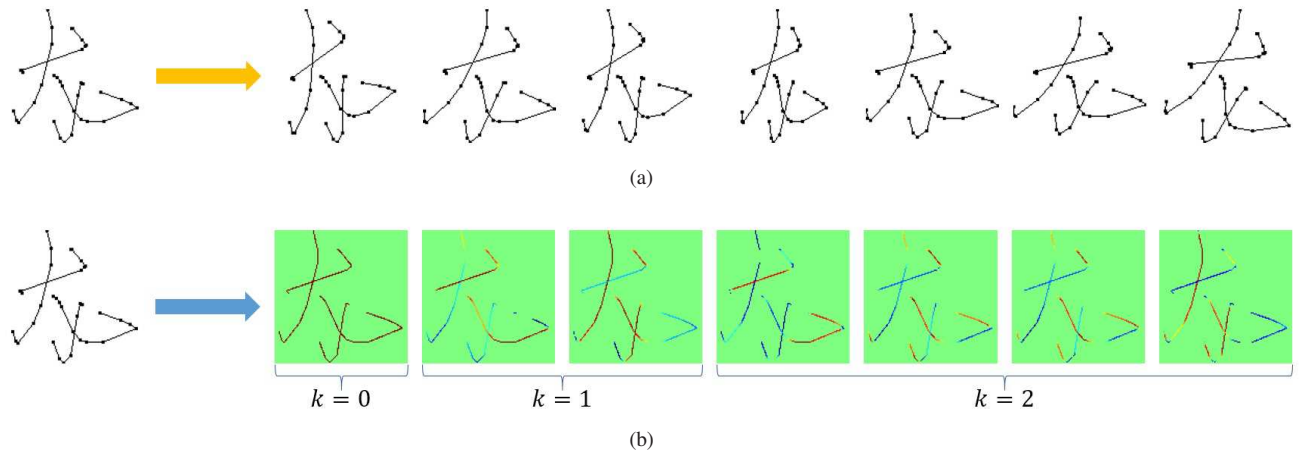 (a)
k = 0
k = 1
k = 2
(b)